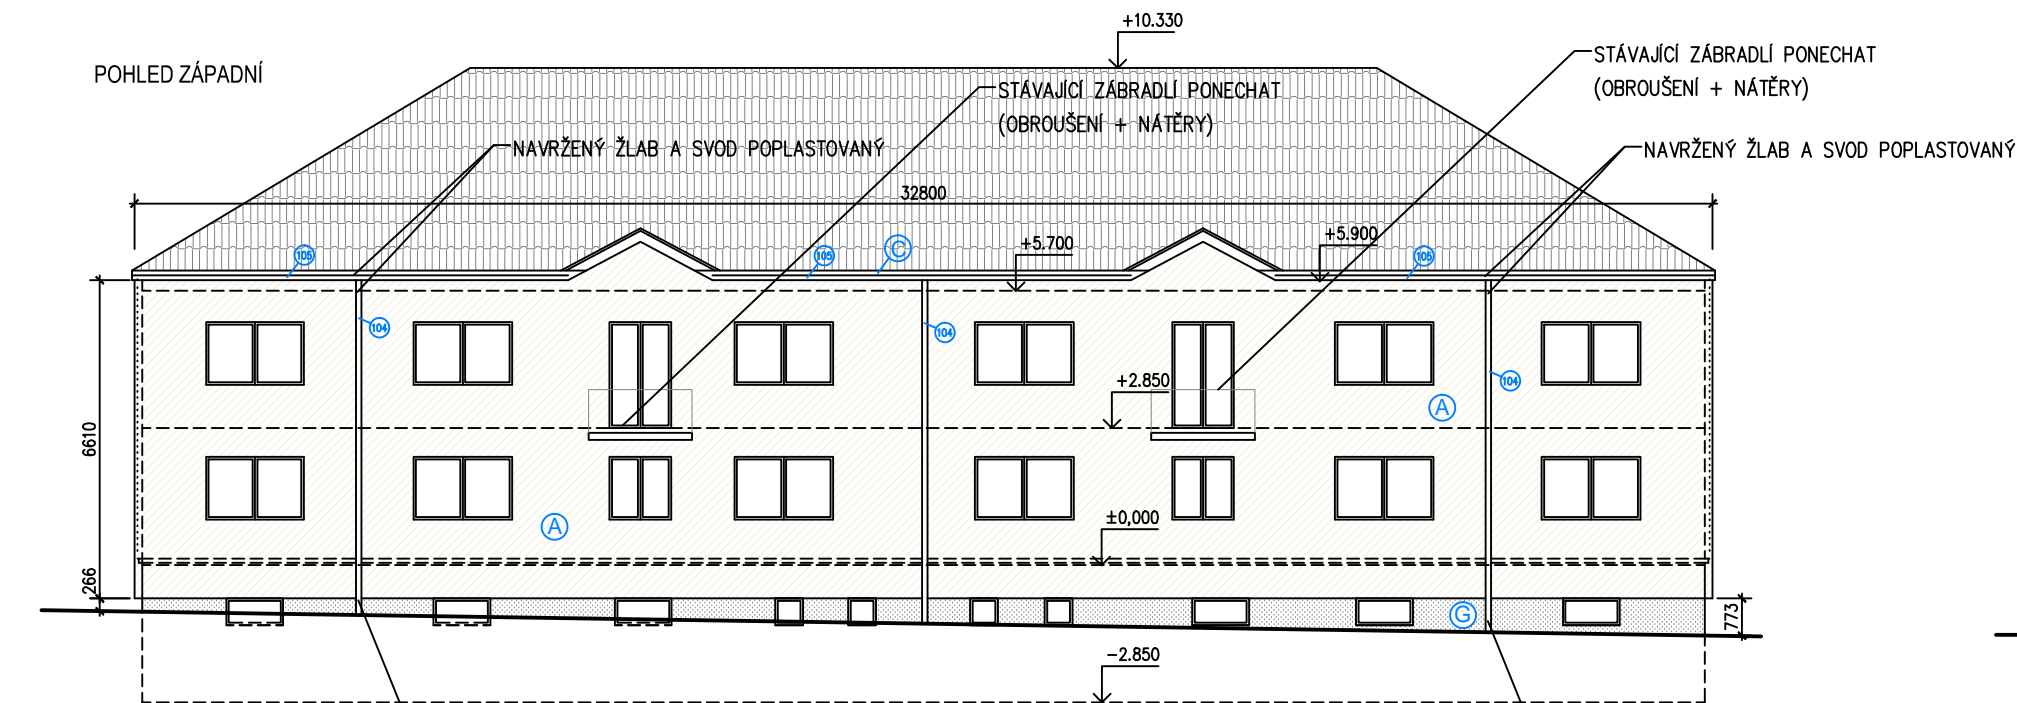 +10.330
POHLED ZÁPADNÍ
STÁVAJÍCÍ ZÁBRADLÍ PONECHAT
(OBROUŠENÍ + NÁTĚRY)
STÁVAJÍCÍ ZÁBRADLÍ PONECHAT
(OBROUŠENÍ + NÁTĚRY)
NAVRŽENÝ ŽLAB A SVOD POPLASTOVANÝ
NAVRŽENÝ ŽLAB A SVOD POPLASTOVANÝ
32800
+5.700
+5.900
105
105
C
105
104
104
104
+2.850
A
6610
A
±0,000
266
G
773
-2.850